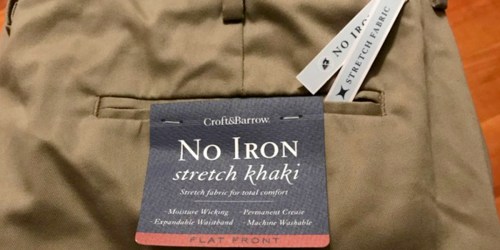 NO IRON
STRETCH FABRIC
Croft&Barrow.
NO IRON
stretch khaki
Stretch fabric for total comfort
Moisture Wicking · Permanent Crease
Expandable Waistband · Machine Washable
FLAT FRONT